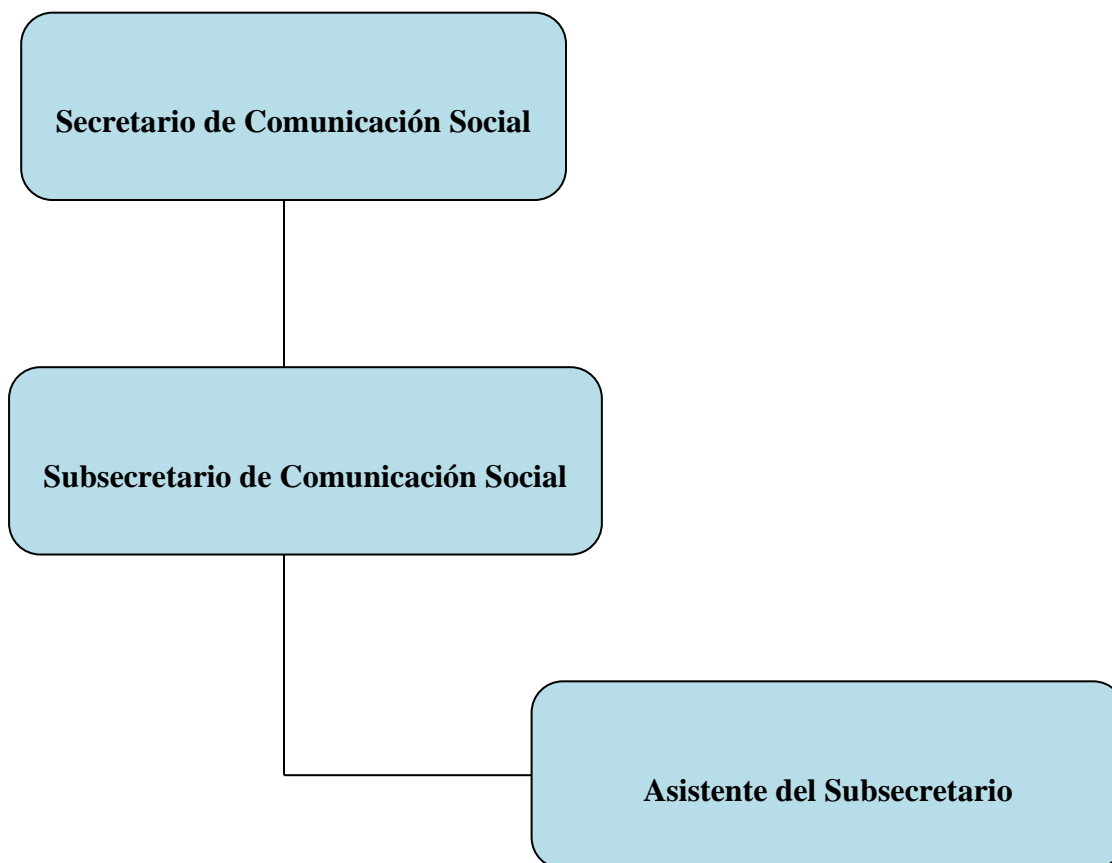 Secretario de Comunicación Social
Subsecretario de Comunicación Social
Asistente del Subsecretario